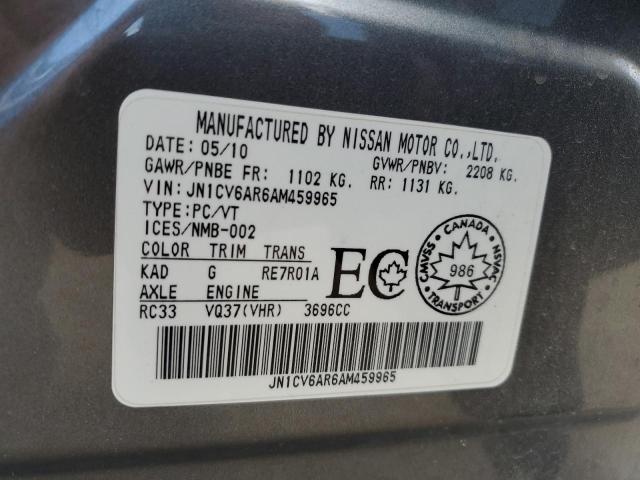 MANUFACTURED BY NISSAN MOTOR CO.,LTD.
DATE: 05/10
GAWR/PNBE FR: 1102 KG. GVWR/PNBV: 2208 KG.
RR: 1131 KG.
VIN: JN1CV6AR6AM459965
TYPE: PC/VT
ICES/NMB-002
COLOR TRIM TRANS
KAD G RE7R01A
AXLE ENGINE
RC33 VQ37(VHR) 3696CC
EC
CANADA
CMVSS 986 NSVAC
TRANSPORT
JN1CV6AR6AM459965